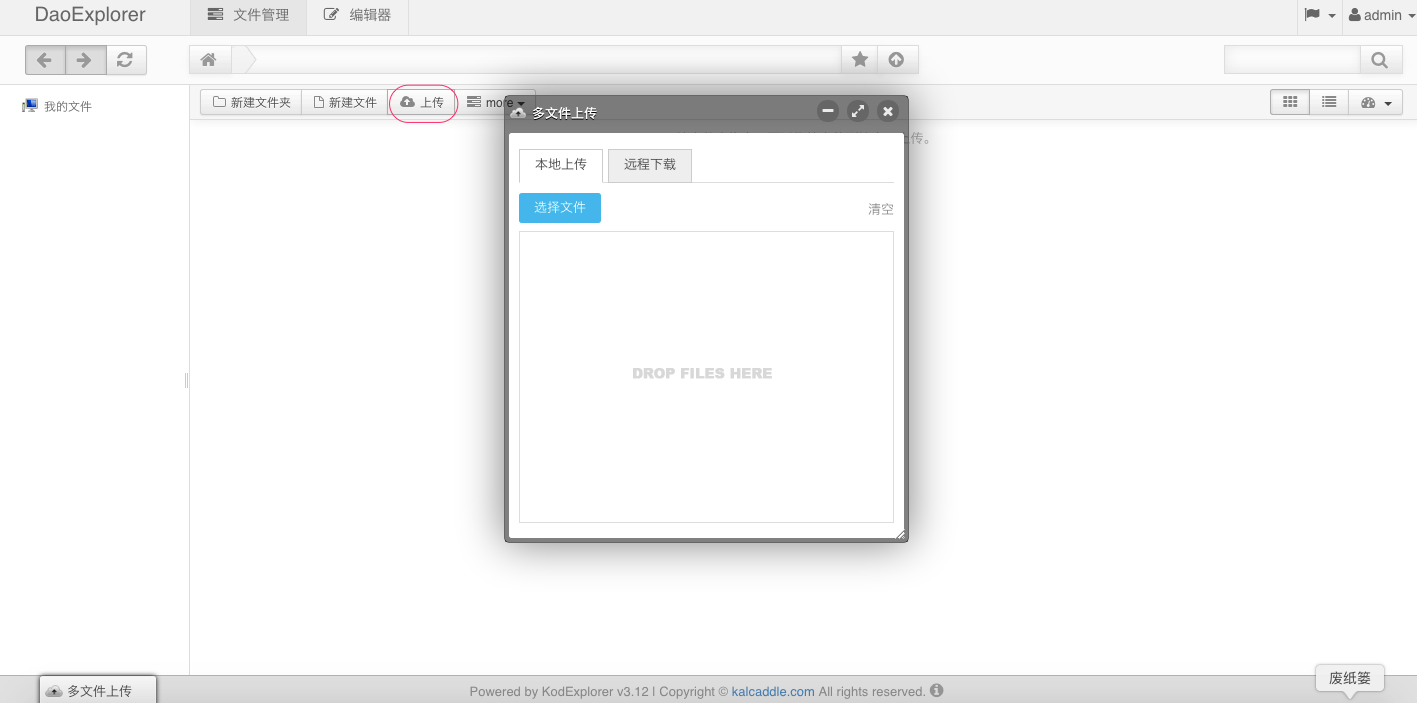 DaoExplorer 文件管理 编辑器 admin
我的文件
新建文件夹 新建文件 上传 more
多文件上传
上传。
本地上传 远程下载
选择文件 清空
DROP FILES HERE
多文件上传
Powered by KodExplorer v3.12 | Copyright © kalcaddle.com All rights reserved.
废纸篓